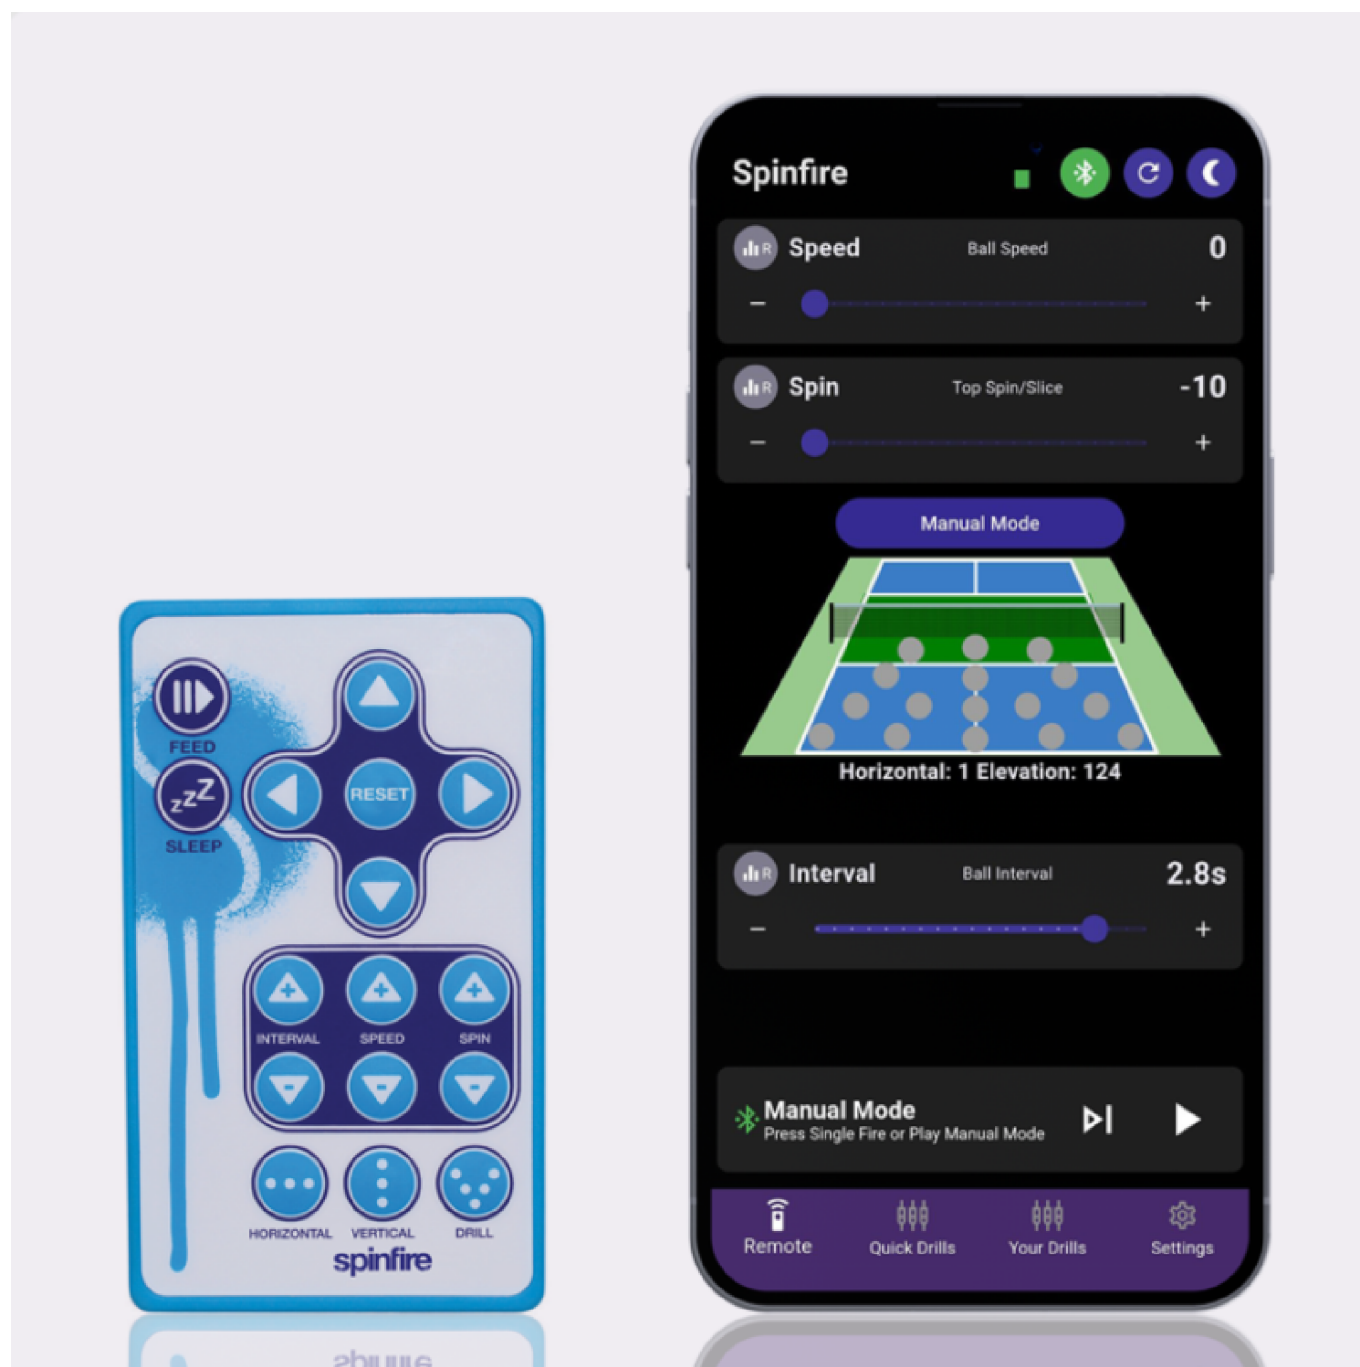 FEED
SLEEP
RESET
INTERVAL SPEED SPIN
HORIZONTAL VERTICAL DRILL
spinfire
Spinfire
R Speed Ball Speed 0
− +
R Spin Top Spin/Slice -10
− +
Manual Mode
Horizontal: 1 Elevation: 124
R Interval Ball Interval 2.8s
− +
Manual Mode
Press Single Fire or Play Manual Mode
Remote Quick Drills Your Drills Settings